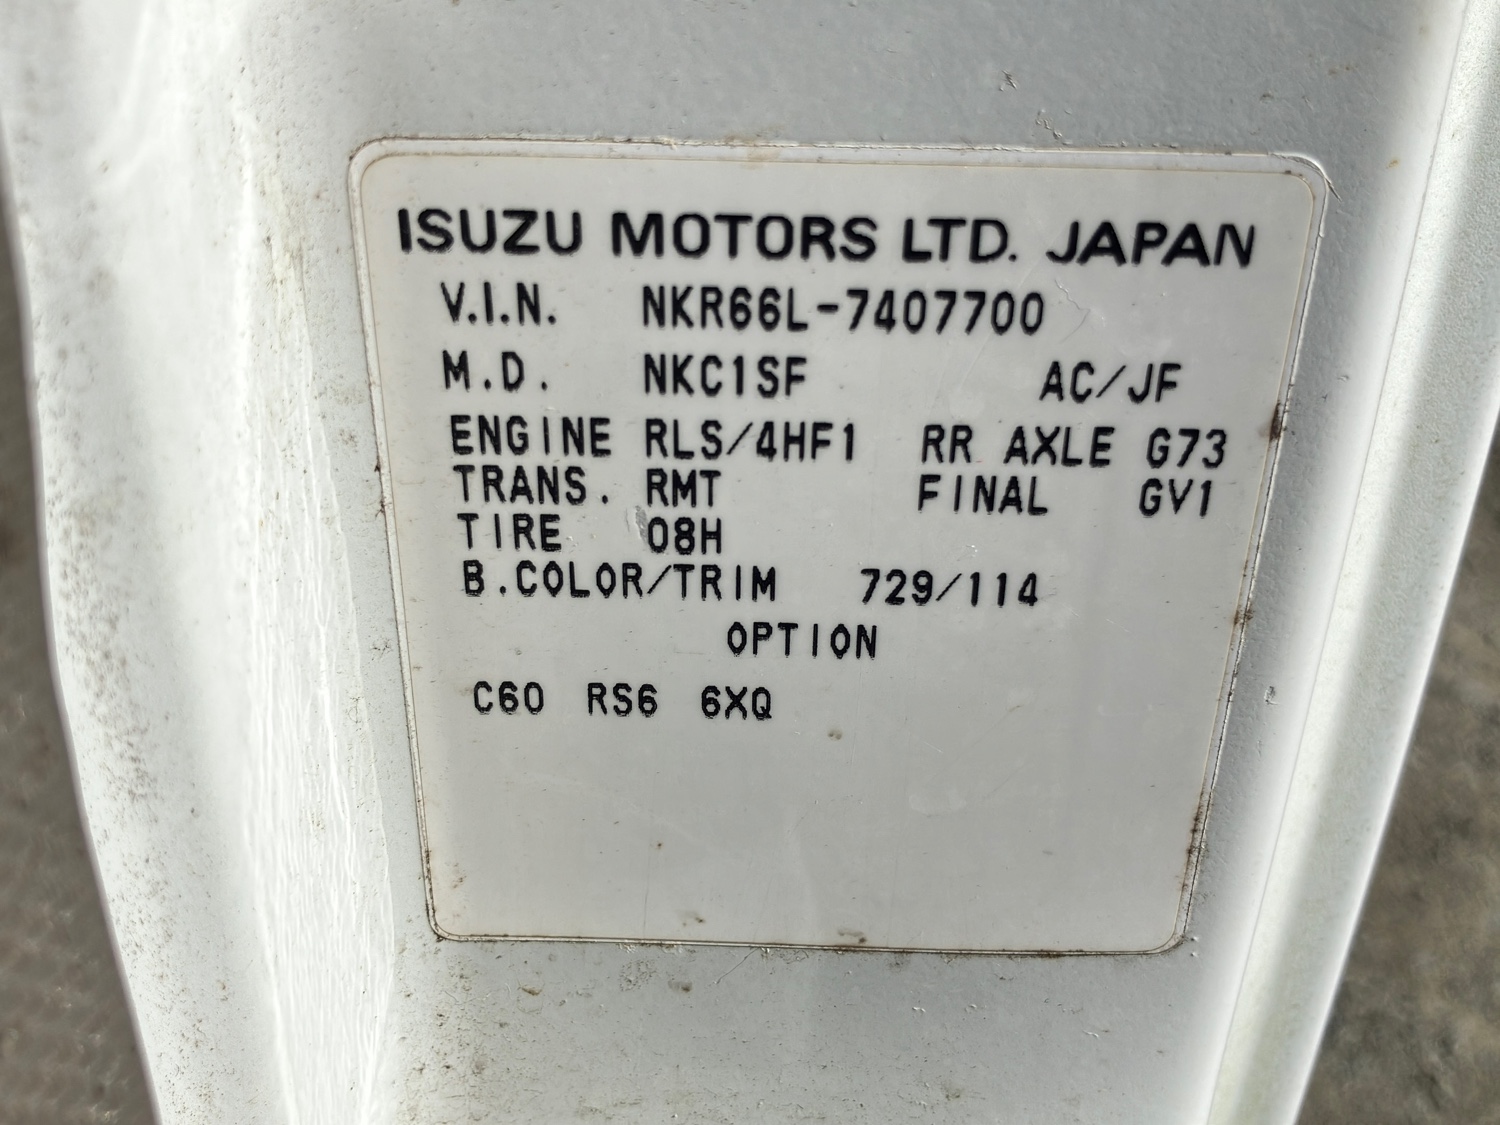 ISUZU MOTORS LTD. JAPAN
V.I.N. NKR66L-7407700
M.D. NKC1SF AC/JF
ENGINE RLS/4HF1 RR AXLE G73
TRANS. RMT FINAL GV1
TIRE 08H
B.COLOR/TRIM 729/114
OPTION
C60 RS6 6XQ